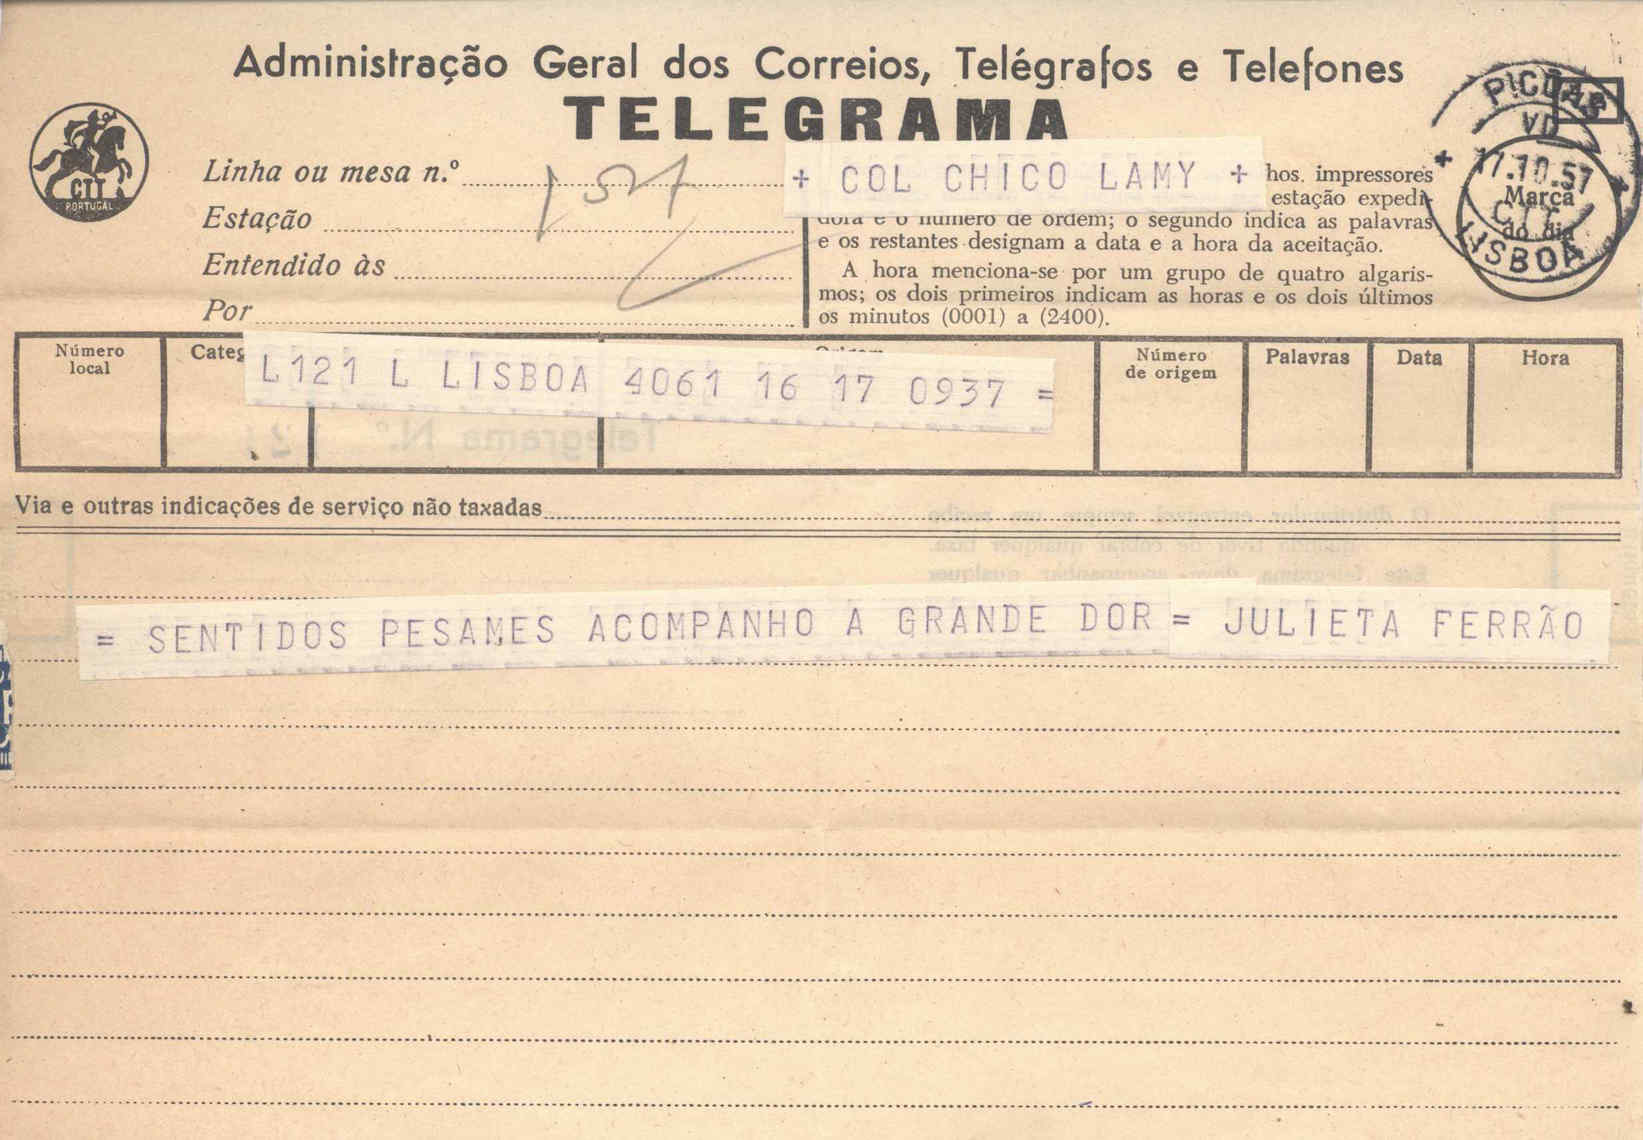 Administração Geral dos Correios, Telégrafos e Telefones
TELEGRAMA
CTT
PORTUGAL
Linha ou mesa n.º
Estação
Entendido às
Por
+ COL CHICO LAMY +
hos impressores
estação expedi-
dora e o número de ordem; o segundo indica as palavras
e os restantes designam a data e a hora da aceitação.
A hora menciona-se por um grupo de quatro algaris-
mos; os dois primeiros indicam as horas e os dois últimos
os minutos (0001) a (2400).
PICOAS
VD
17.10.57
Marca
do dia
CTT
LISBOA
Número
local
Categ
Origem
Número
de origem
Palavras
Data
Hora
L121 L LISBOA 4061 16 17 0937 =
Via e outras indicações de serviço não taxadas
= SENTIDOS PESAMES ACOMPANHO A GRANDE DOR = JULIETA FERRÃO